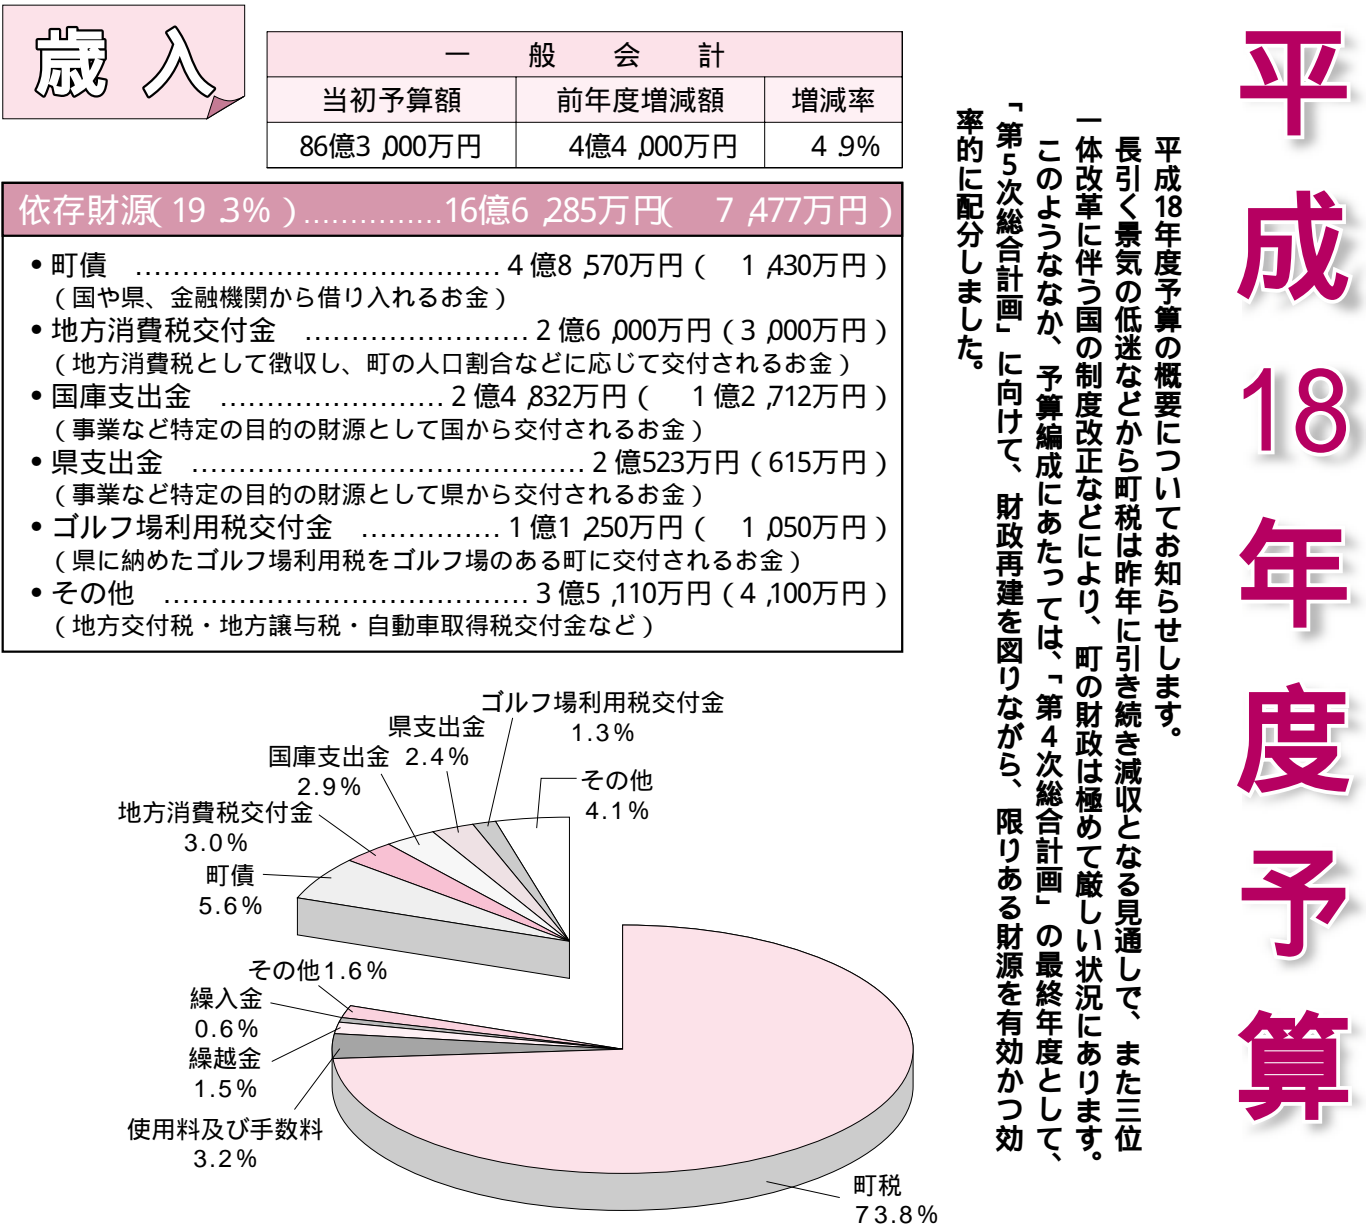 平成18年度予算
平成18年度予算の概要についてお知らせします。
長引く景気の低迷などから町税は昨年に引き続き減収となる見通しで、また三位
一体改革に伴う国の制度改正などにより、町の財政は極めて厳しい状況にあります。
このようななか、予算編成にあたっては、「第4次総合計画」の最終年度として、
「第5次総合計画」に向けて、財政再建を図りながら、限りある財源を有効かつ効
率的に配分しました。
歳入
一般会計
当初予算額 前年度増減額 増減率
86億3,000万円 4億4,000万円 4.9%
依存財源(19.3%)……………16億6,285万円( 7,477万円)
•町債 ……………………………………4億8,570万円( 1,430万円)
(国や県、金融機関から借り入れるお金)
•地方消費税交付金 ……………………2億6,000万円(3,000万円)
(地方消費税として徴収し、町の人口割合などに応じて交付されるお金)
•国庫支出金 ……………………2億4,832万円( 1億2,712万円)
(事業など特定の目的の財源として国から交付されるお金)
•県支出金 ……………………………………2億523万円(615万円)
(事業など特定の目的の財源として県から交付されるお金)
•ゴルフ場利用税交付金 ……………1億1,250万円( 1,050万円)
(県に納めたゴルフ場利用税をゴルフ場のある町に交付されるお金)
•その他 …………………………………3億5,110万円(4,100万円)
(地方交付税・地方譲与税・自動車取得税交付金など)
ゴルフ場利用税交付金
1.3%
県支出金
2.4%
国庫支出金
2.9%
その他
4.1%
地方消費税交付金
3.0%
町債
5.6%
その他1.6%
繰入金
0.6%
繰越金
1.5%
使用料及び手数料
3.2%
町税
73.8%